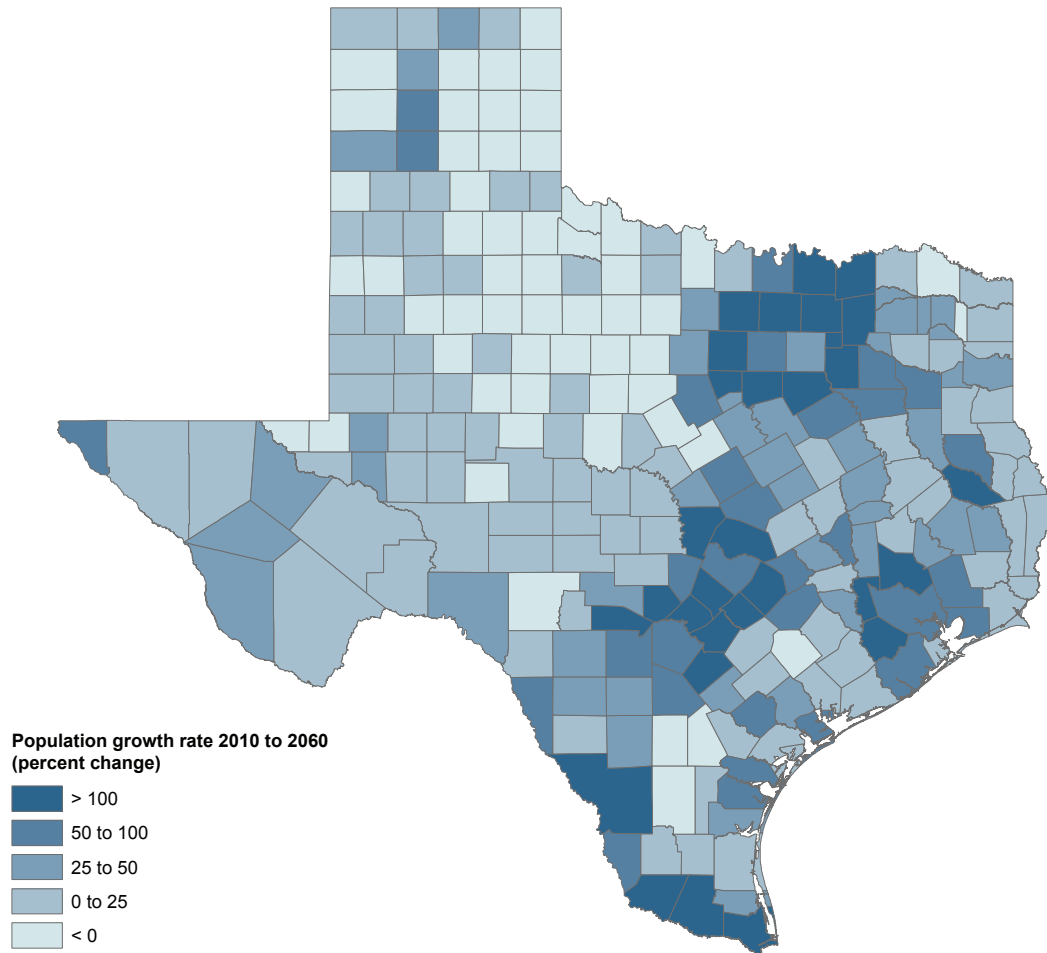 Population growth rate 2010 to 2060
(percent change)
> 100
50 to 100
25 to 50
0 to 25
< 0